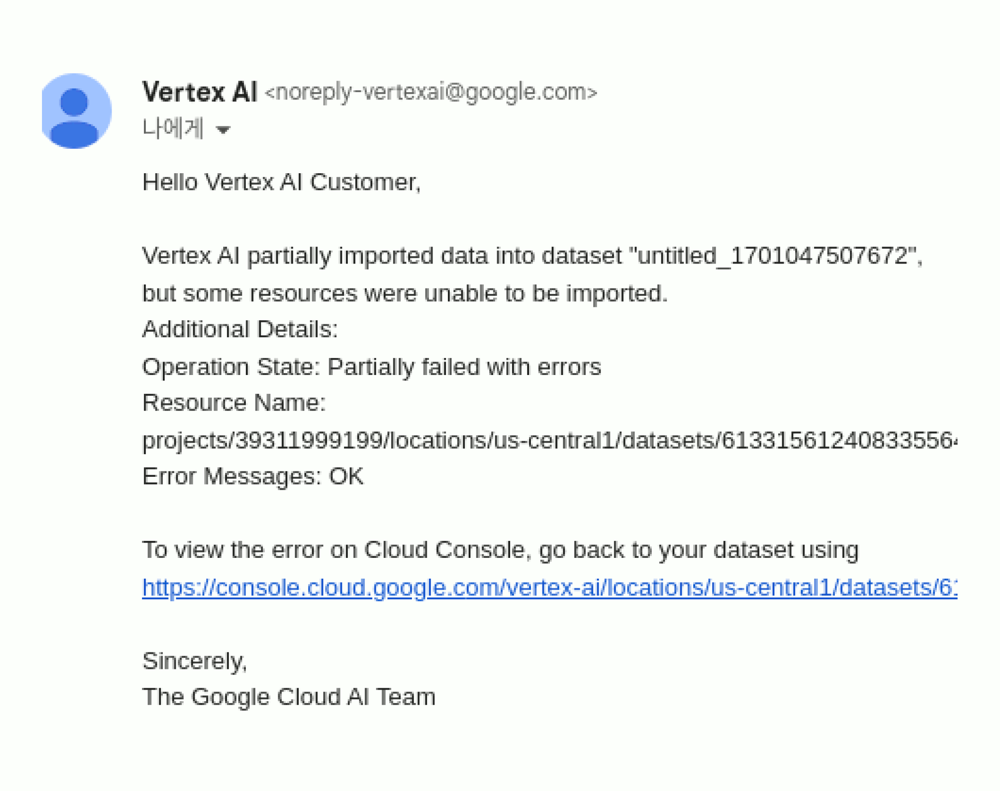 Vertex AI <noreply-vertexai@google.com>
나에게
Hello Vertex AI Customer,
Vertex AI partially imported data into dataset "untitled_1701047507672",
but some resources were unable to be imported.
Additional Details:
Operation State: Partially failed with errors
Resource Name:
projects/39311999199/locations/us-central1/datasets/613315612408335564
Error Messages: OK
To view the error on Cloud Console, go back to your dataset using
https://console.cloud.google.com/vertex-ai/locations/us-central1/datasets/61
Sincerely,
The Google Cloud AI Team